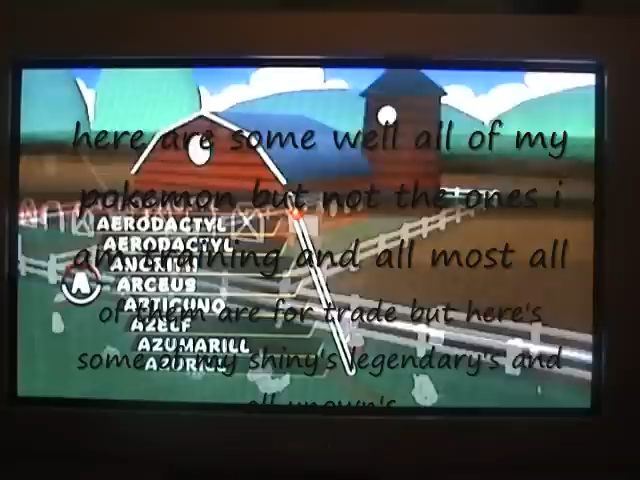 here are some well all of my
pokemon but not the ones i
am training and all most all
of them are for trade but here's
some of my shiny's legendary's and
all unown's
AERODACTYL
AERODACTYL
ANORITH
A
ARCEUS
ARTICUNO
AZELF
AZUMARILL
AZURILL